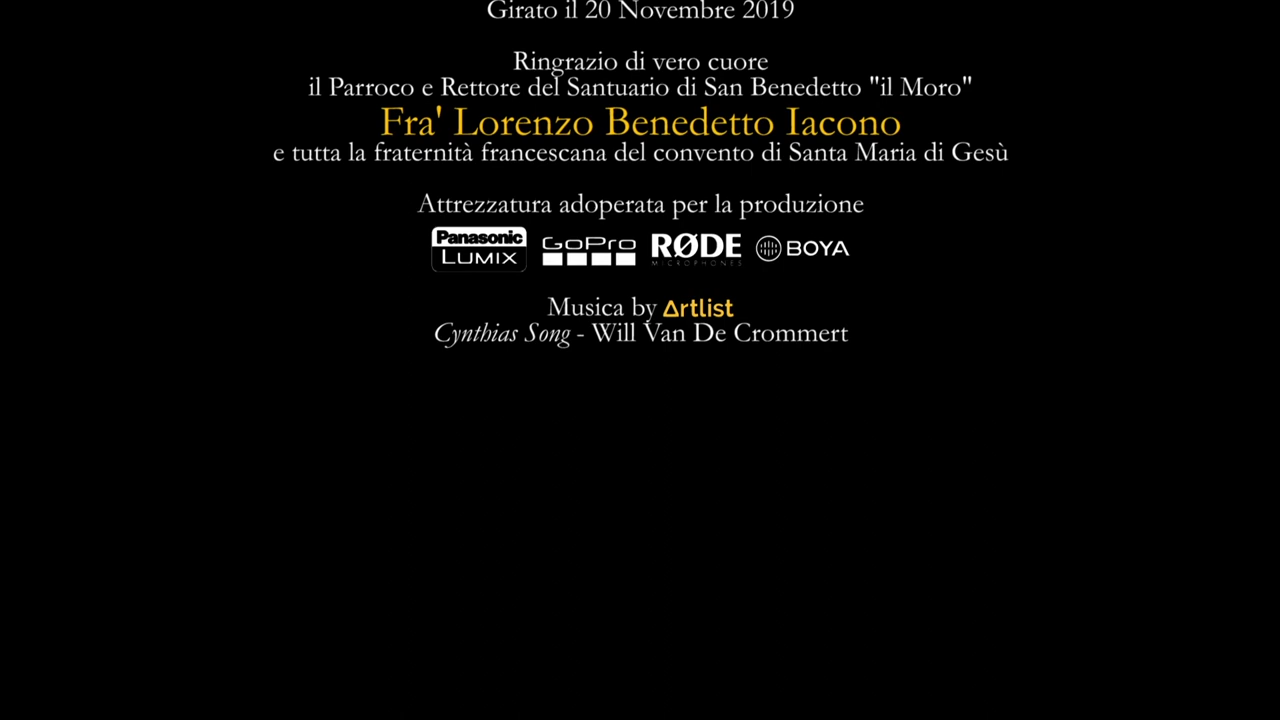 Girato il 20 Novembre 2019
Ringrazio di vero cuore
il Parroco e Rettore del Santuario di San Benedetto "il Moro"
Fra' Lorenzo Benedetto Iacono
e tutta la fraternità francescana del convento di Santa Maria di Gesù
Attrezzatura adoperata per la produzione
Panasonic
LUMIX
GoPro
RØDE
MICROPHONES
BOYA
Musica by Artlist
Cynthias Song - Will Van De Crommert